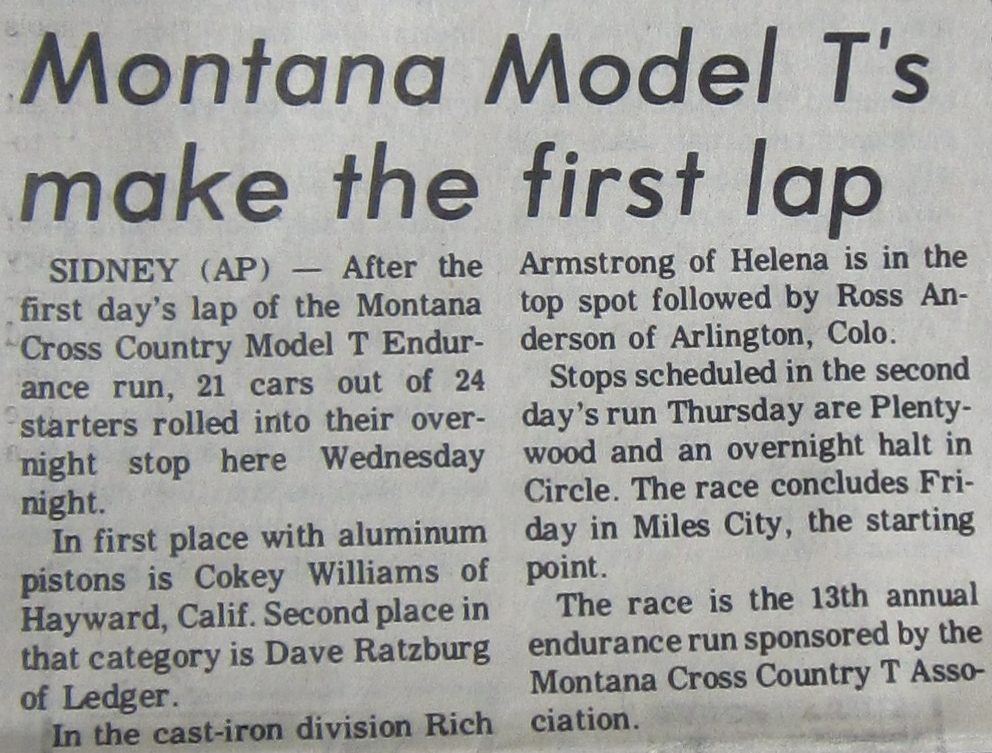 Montana Model T's
make the first lap
SIDNEY (AP) — After the
first day's lap of the Montana
Cross Country Model T Endur-
ance run, 21 cars out of 24
starters rolled into their over-
night stop here Wednesday
night.
In first place with aluminum
pistons is Cokey Williams of
Hayward, Calif. Second place in
that category is Dave Ratzburg
of Ledger.
In the cast-iron division Rich
Armstrong of Helena is in the
top spot followed by Ross An-
derson of Arlington, Colo.
Stops scheduled in the second
day's run Thursday are Plenty-
wood and an overnight halt in
Circle. The race concludes Fri-
day in Miles City, the starting
point.
The race is the 13th annual
endurance run sponsored by the
Montana Cross Country T Asso-
ciation.